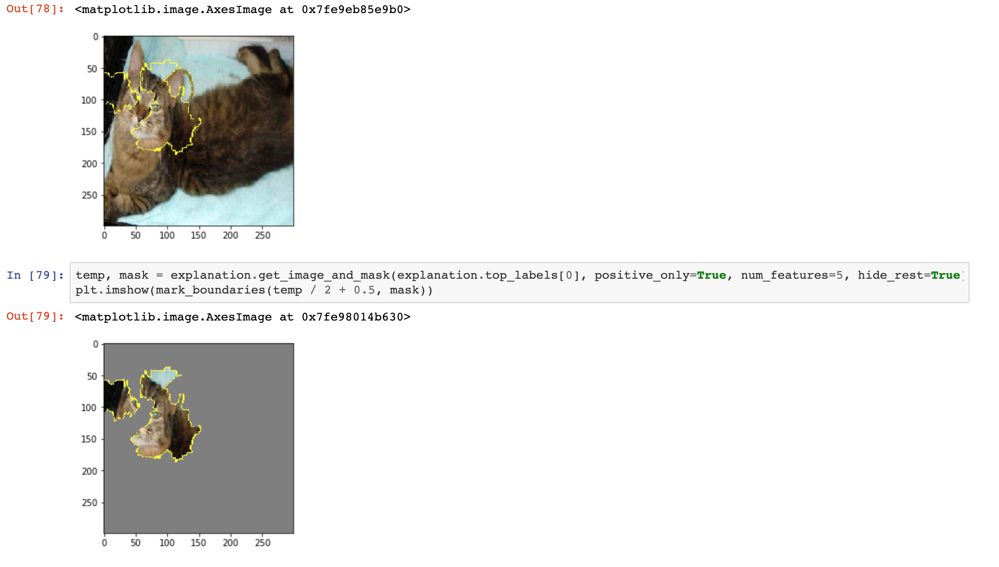 Out[78]: <matplotlib.image.AxesImage at 0x7fe9eb85e9b0>
0
50
100
150
200
250
0 50 100 150 200 250
In [79]: temp, mask = explanation.get_image_and_mask(explanation.top_labels[0], positive_only=True, num_features=5, hide_rest=True)
plt.imshow(mark_boundaries(temp / 2 + 0.5, mask))
Out[79]: <matplotlib.image.AxesImage at 0x7fe98014b630>
0
50
100
150
200
250
0 50 100 150 200 250